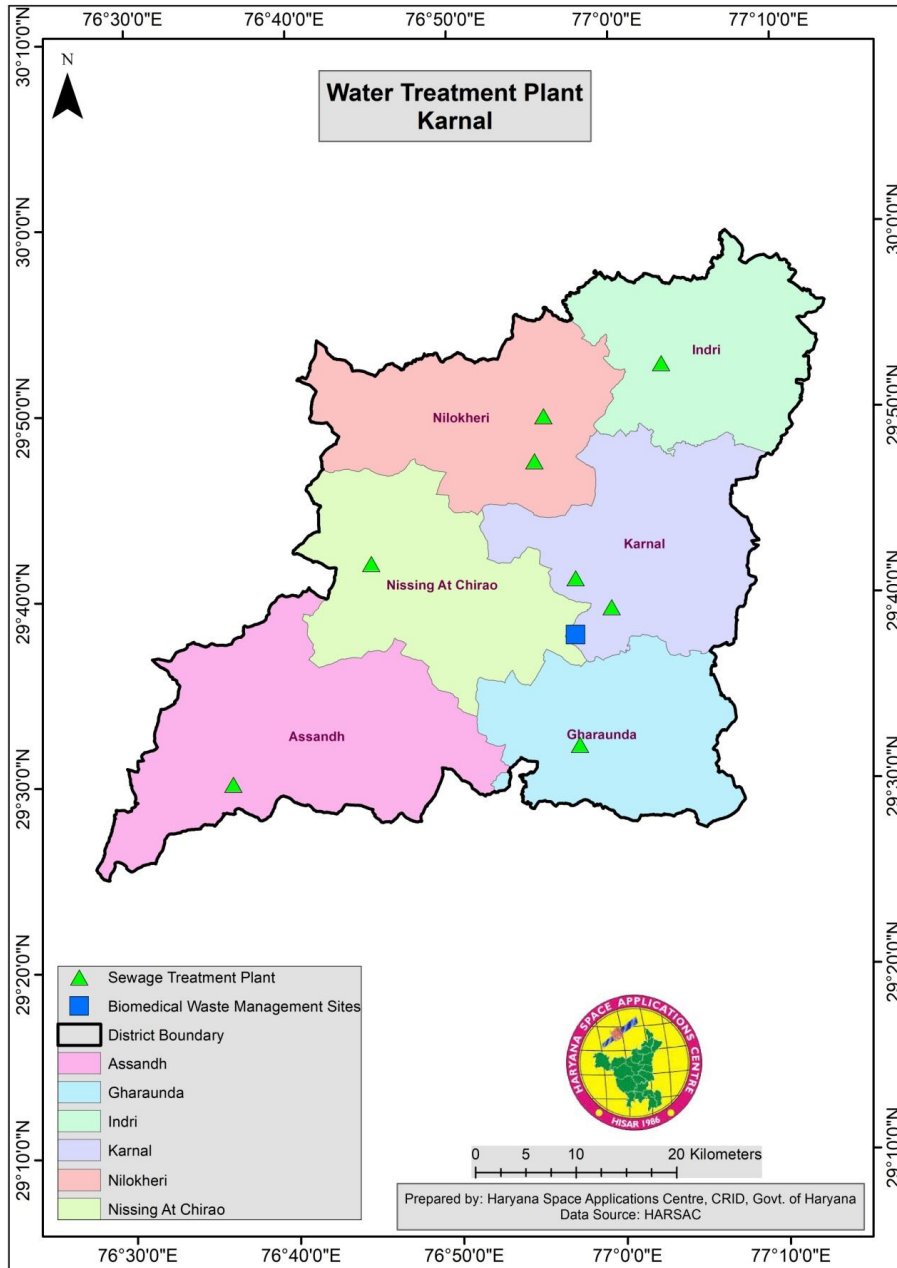 76°30'0"E 76°40'0"E 76°50'0"E 77°0'0"E 77°10'0"E
30°10'0"N
30°0'0"N
29°50'0"N
29°40'0"N
29°30'0"N
29°20'0"N
29°10'0"N
N
Water Treatment Plant
Karnal
Indri
Nilokheri
Karnal
Nissing At Chirao
Assandh
Gharaunda
30°0'0"N
29°50'0"N
29°40'0"N
29°30'0"N
29°20'0"N
29°10'0"N
Sewage Treatment Plant
Biomedical Waste Management Sites
District Boundary
Assandh
Gharaunda
Indri
Karnal
Nilokheri
Nissing At Chirao
HARYANA SPACE APPLICATIONS CENTRE
HISAR 1986
0 5 10 20 Kilometers
Prepared by: Haryana Space Applications Centre, CRID, Govt. of Haryana
Data Source: HARSAC
76°30'0"E 76°40'0"E 76°50'0"E 77°0'0"E 77°10'0"E